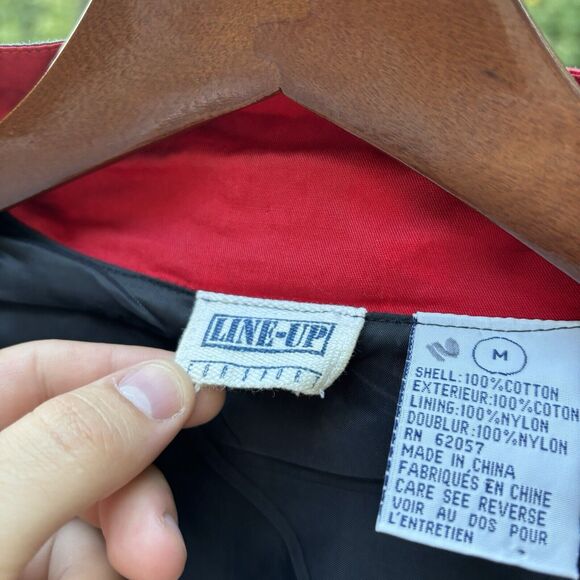 LINE-UP
M
SHELL:100%COTTON
EXTERIEUR:100%COTON
LINING:100%NYLON
DOUBLUR:100%NYLON
RN 62057
MADE IN CHINA
FABRIQUÉS EN CHINE
CARE SEE REVERSE
VOIR AU DOS POUR
L'ENTRETIEN